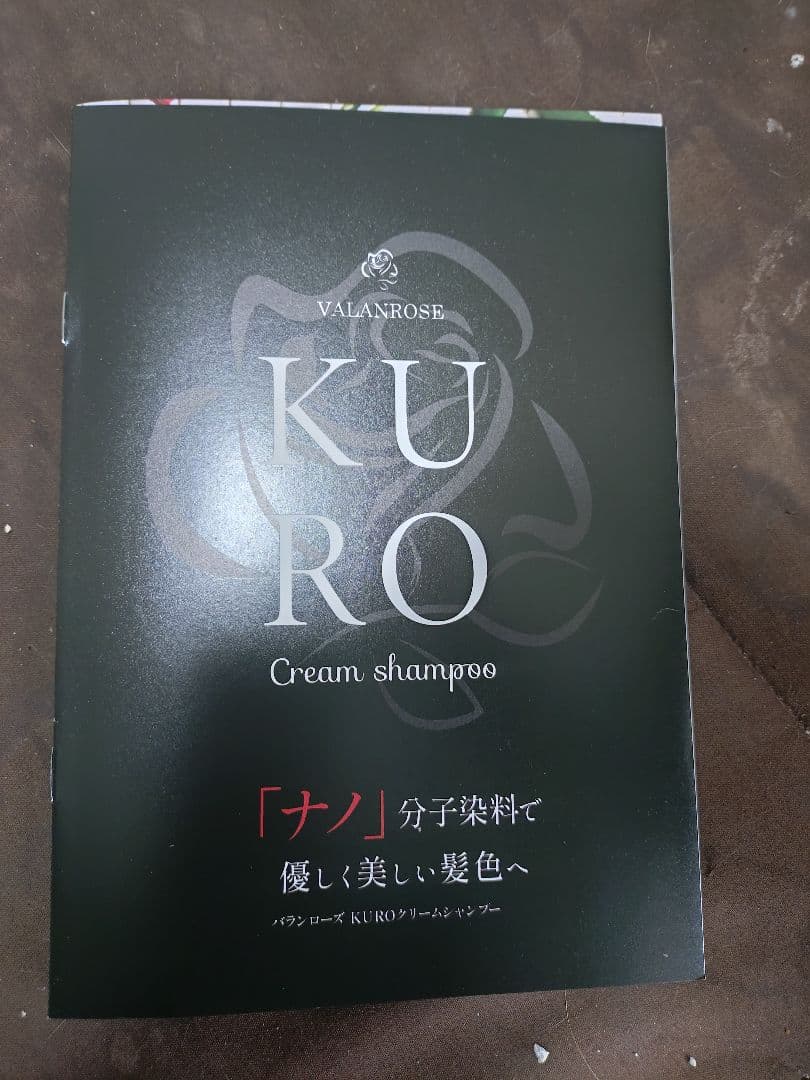 VALANROSE
KU
RO
Cream shampoo
「ナノ」分子染料で
優しく美しい髪色へ
バランローズ KUROクリームシャンプー